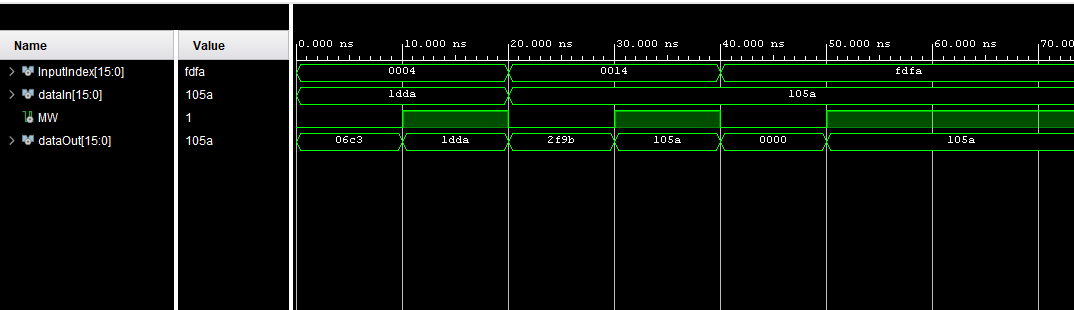 Name Value 0.000 ns 10.000 ns 20.000 ns 30.000 ns 40.000 ns 50.000 ns 60.000 ns 70.00
InputIndex[15:0] fdfa 0004 0014 fdfa
dataIn[15:0] 105a 1dda 105a
MW 1
dataOut[15:0] 105a 06c3 1dda 2f9b 105a 0000 105a